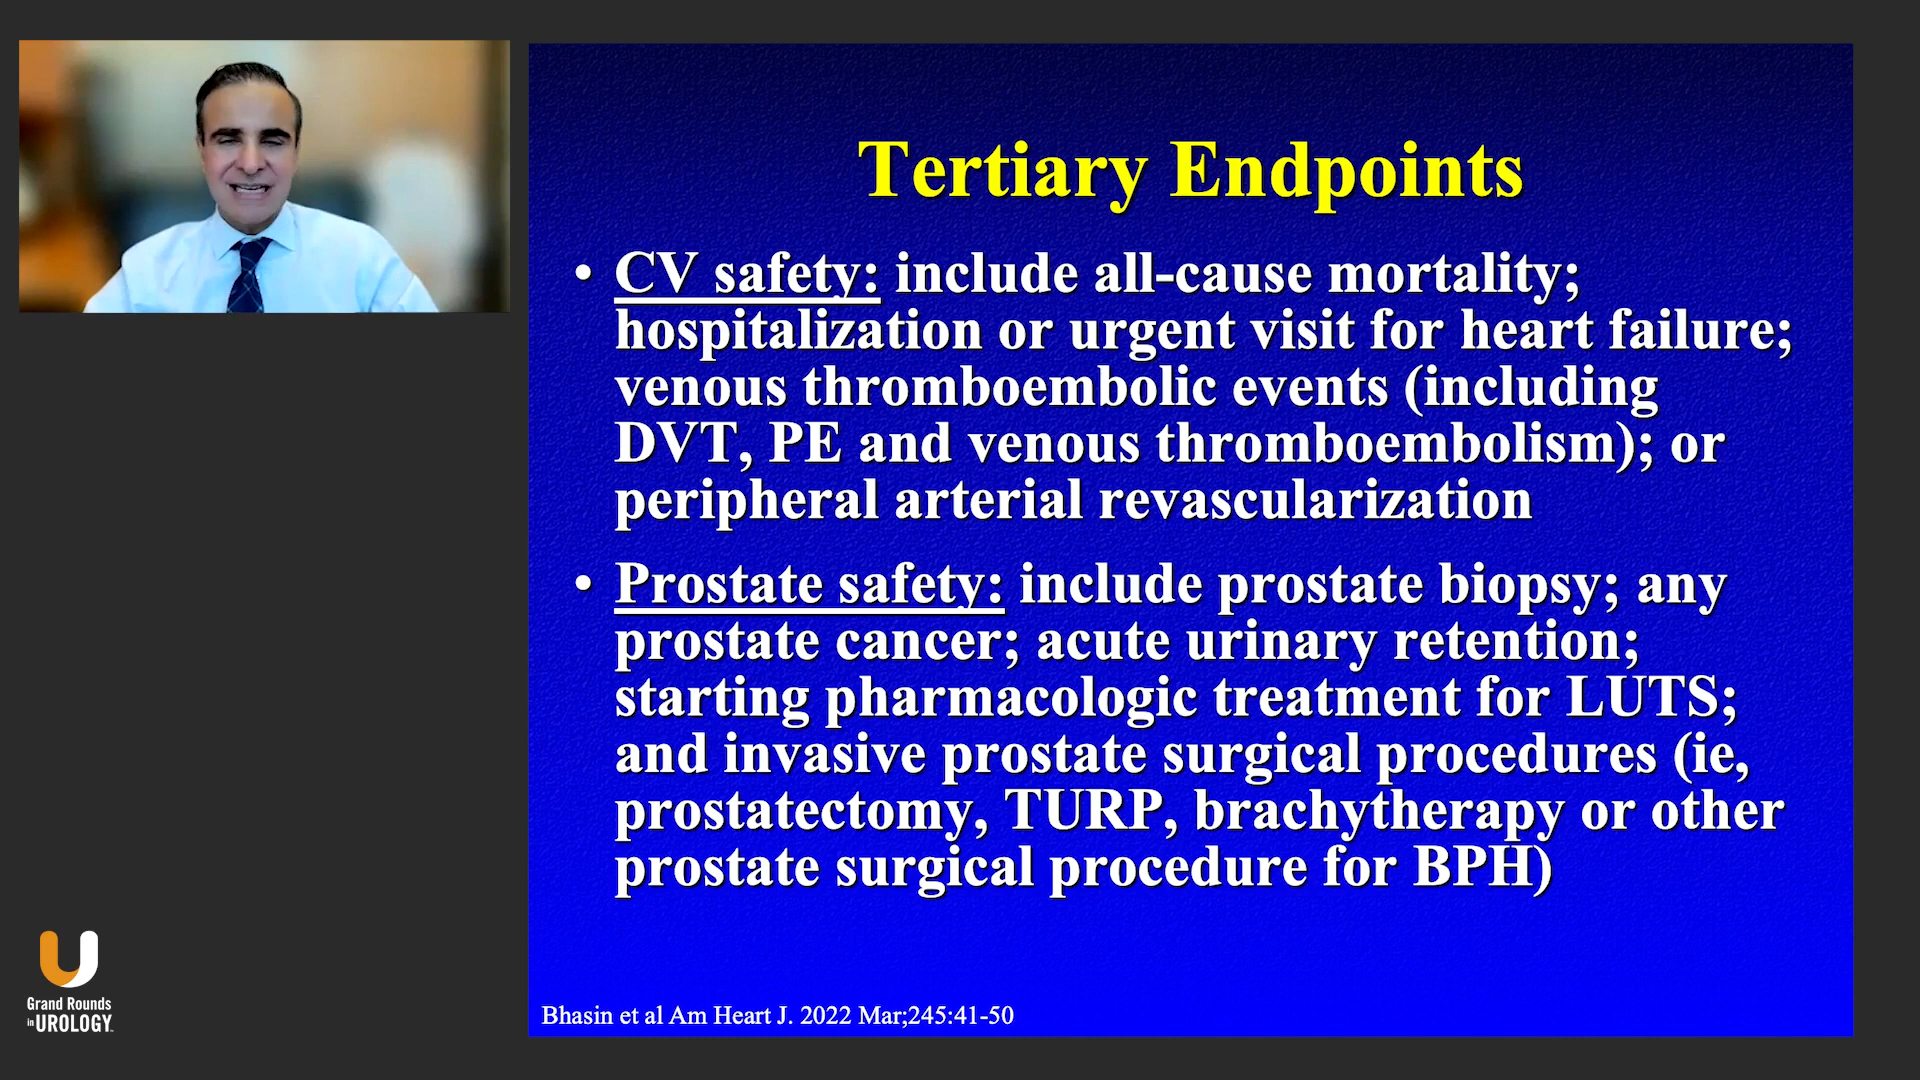 Tertiary Endpoints
• CV safety: include all-cause mortality;
hospitalization or urgent visit for heart failure;
venous thromboembolic events (including
DVT, PE and venous thromboembolism); or
peripheral arterial revascularization
• Prostate safety: include prostate biopsy; any
prostate cancer; acute urinary retention;
starting pharmacologic treatment for LUTS;
and invasive prostate surgical procedures (ie,
prostatectomy, TURP, brachytherapy or other
prostate surgical procedure for BPH)
Bhasin et al Am Heart J. 2022 Mar;245:41-50
U
Grand Rounds
in UROLOGY